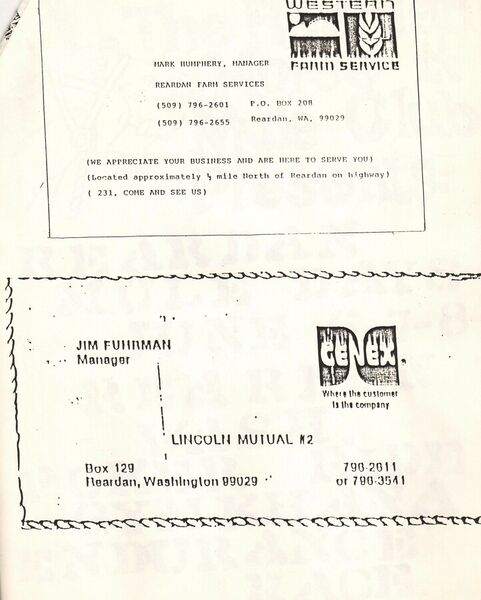 WESTERN
FARM SERVICE
MARK HUMPHERY, MANAGER
REARDAN FARM SERVICES
(509) 796-2601 P.O. BOX 208
(509) 796-2655 Reardan, WA, 99029
(WE APPRECIATE YOUR BUSINESS AND ARE HERE TO SERVE YOU)
(Located approximately ½ mile North of Reardan on highway)
( 231, COME AND SEE US)
JIM FUHRMAN
Manager
CENEX
Where the customer
is the company
LINCOLN MUTUAL #2
Box 129
Reardan, Washington 99029
796-2611
or 796-3541